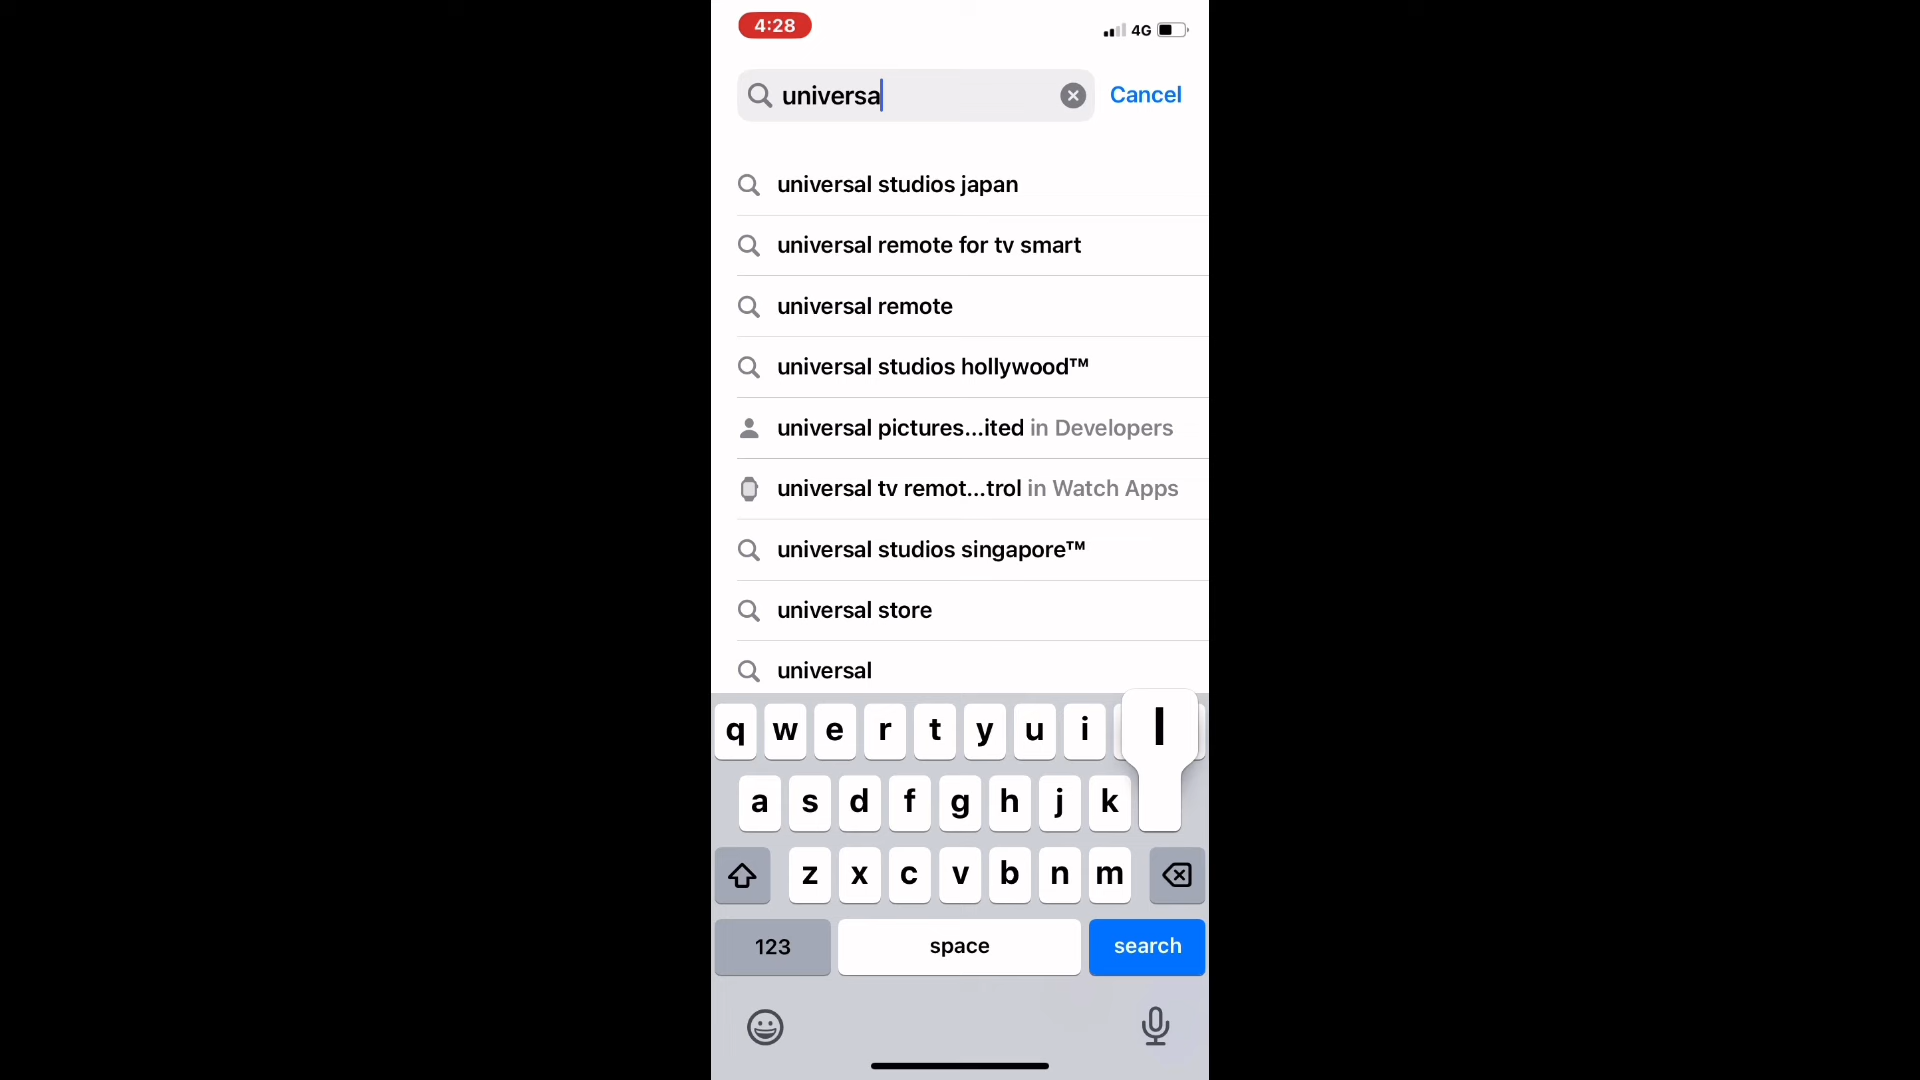 4:28 4G
universa Cancel
universal studios japan
universal remote for tv smart
universal remote
universal studios hollywood™
universal pictures...ited in Developers
universal tv remot...trol in Watch Apps
universal studios singapore™
universal store
universal
q w e r t y u i l
a s d f g h j k
z x c v b n m
123 space search